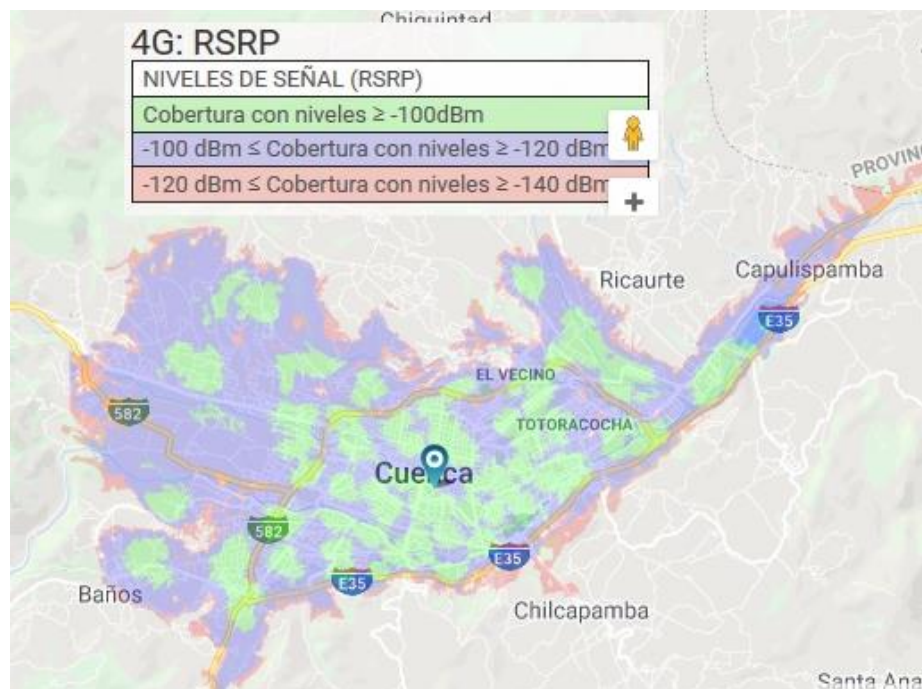 Chiquintad
4G: RSRP
NIVELES DE SEÑAL (RSRP)
Cobertura con niveles ≥ -100dBm
-100 dBm ≤ Cobertura con niveles ≥ -120 dBm
-120 dBm ≤ Cobertura con niveles ≥ -140 dBm
+
PROVINC
Ricaurte
Capulispamba
E35
EL VECINO
582
TOTORACOCHA
Cuenca
582
E35
E35
Baños
Chilcapamba
Santa Ana